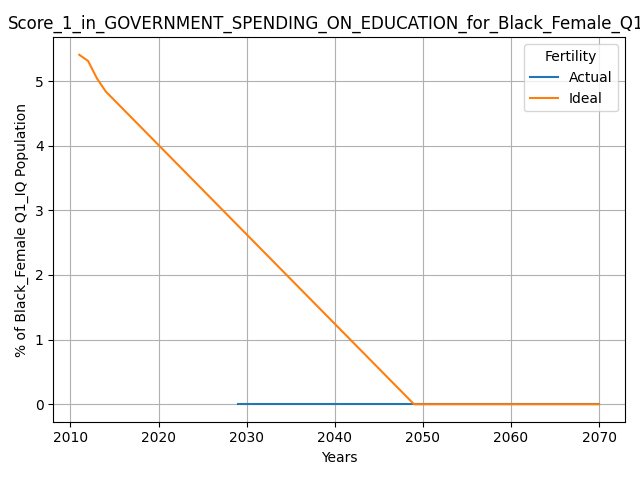 Score_1_in_GOVERNMENT_SPENDING_ON_EDUCATION_for_Black_Female_Q1
Fertility
Actual
Ideal
% of Black_Female Q1_IQ Population
5
4
3
2
1
0
2010 2020 2030 2040 2050 2060 2070
Years